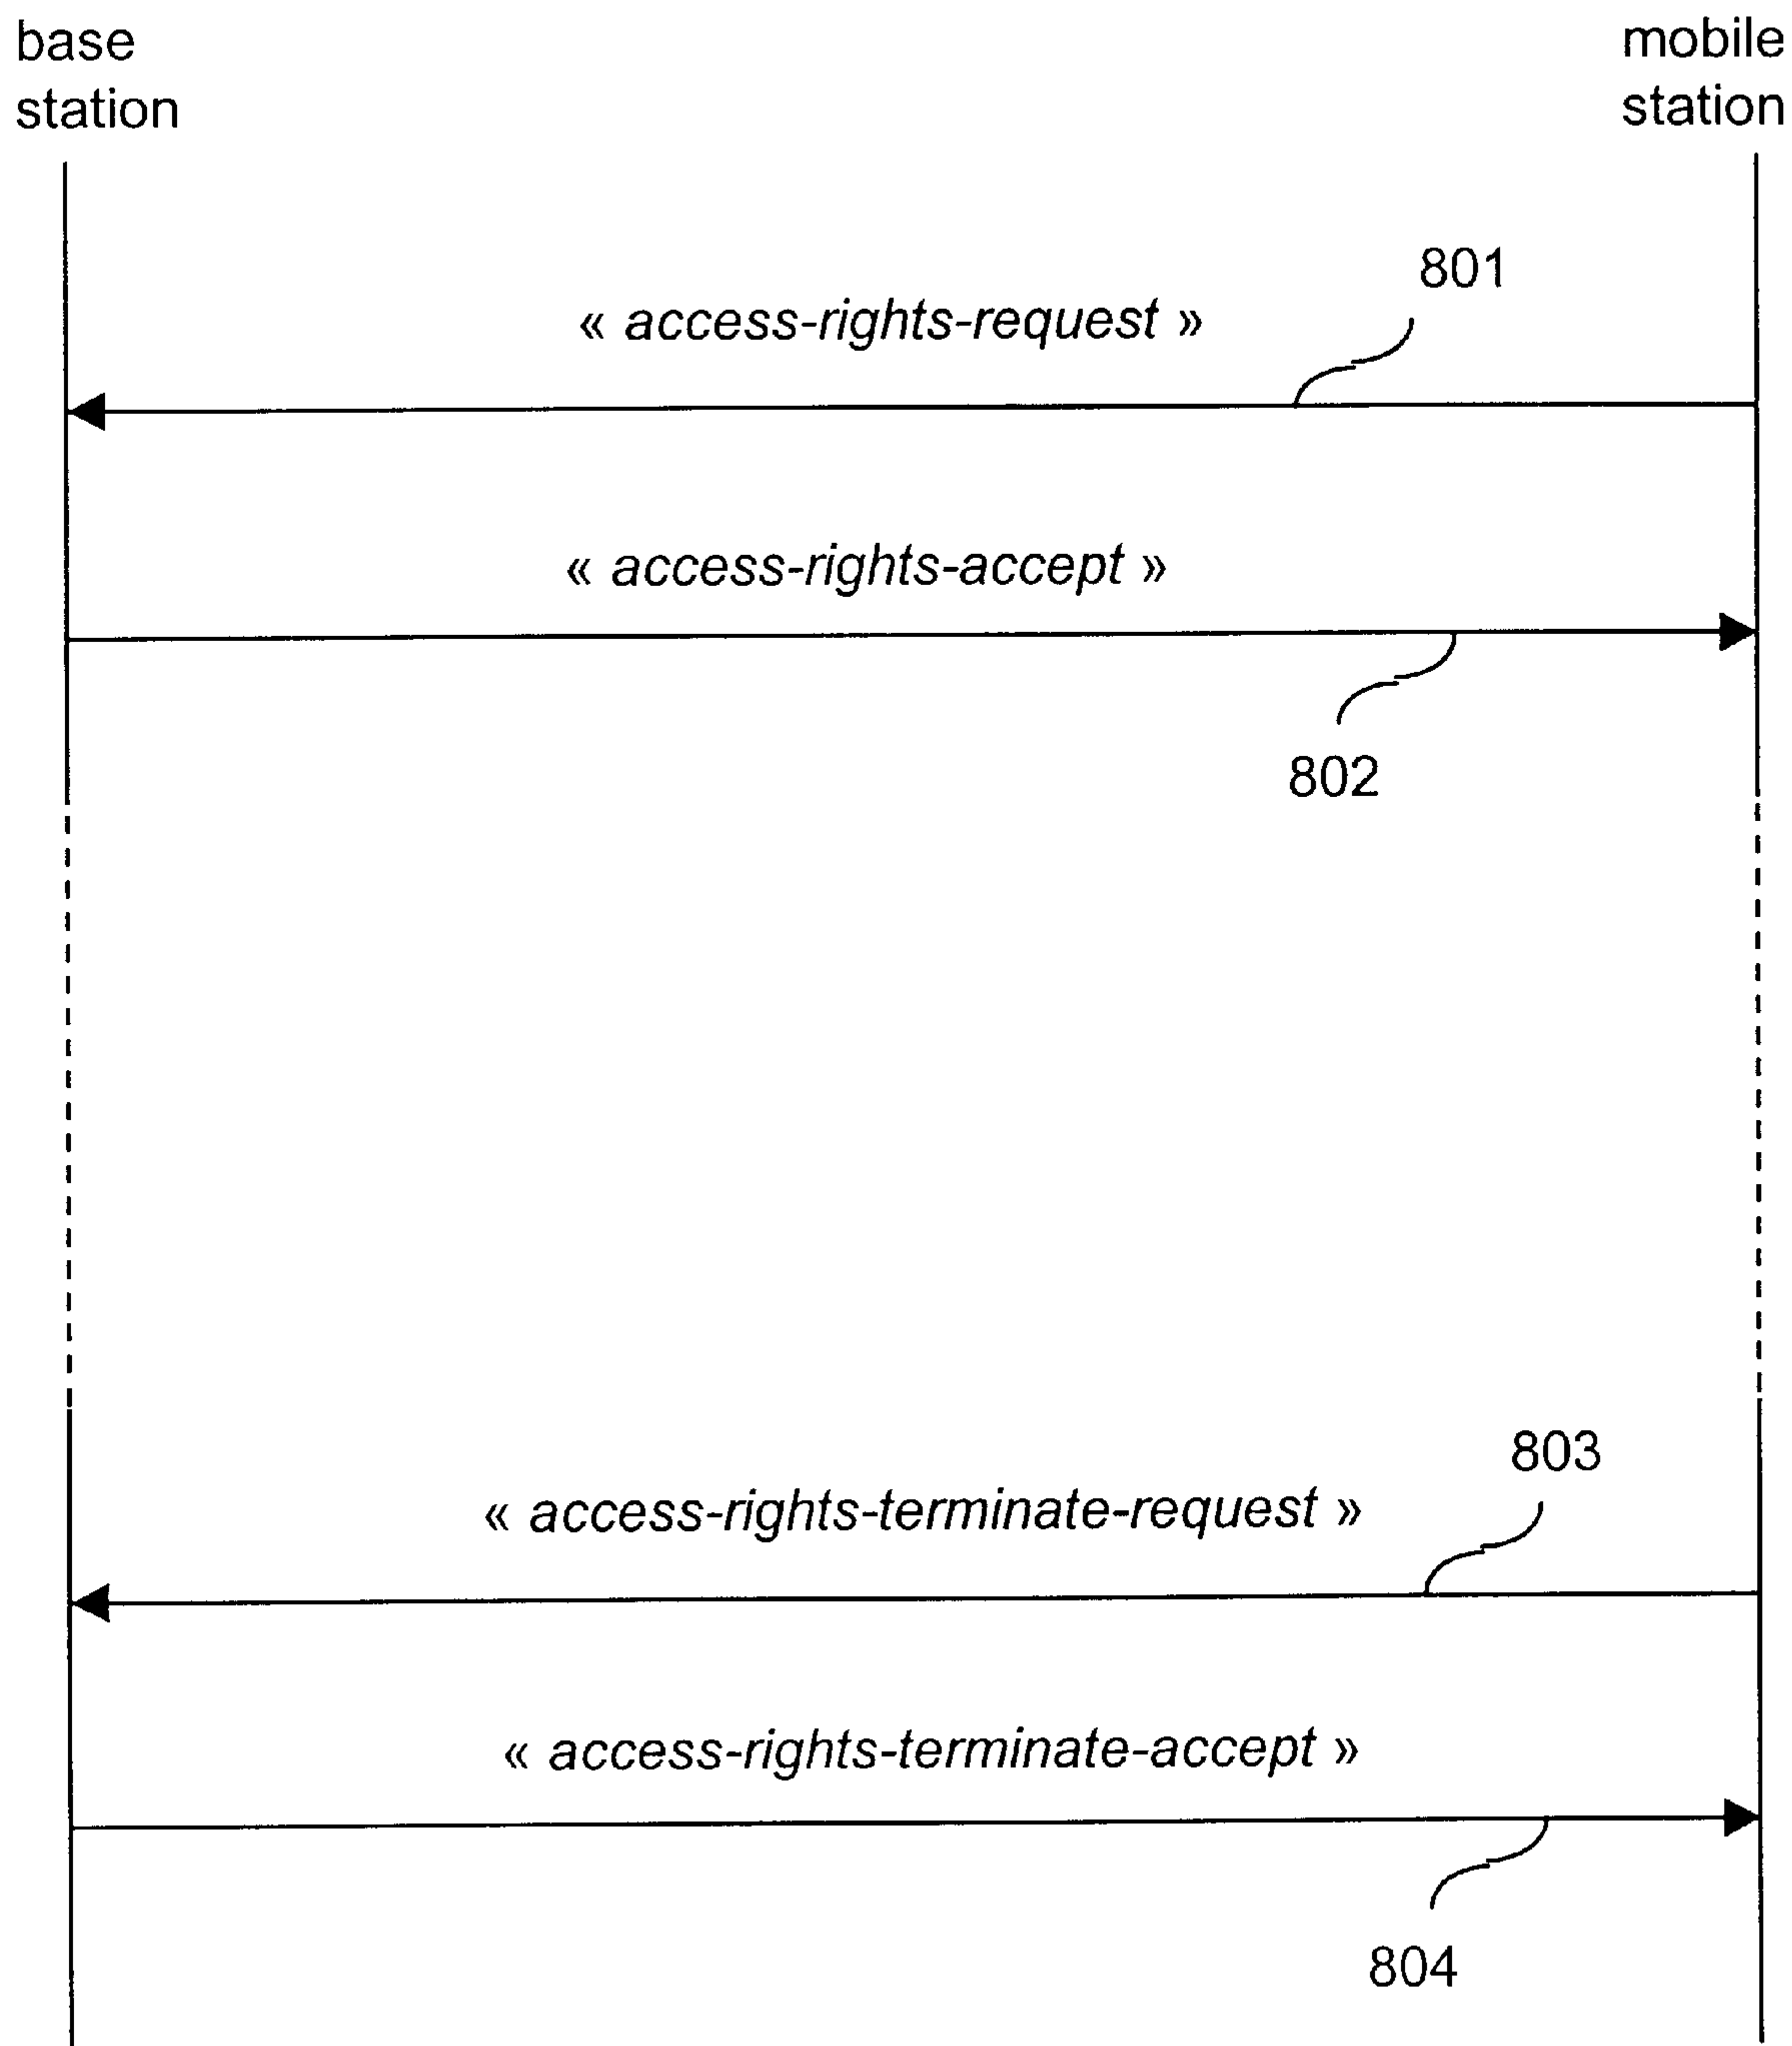 base
station
mobile
station
801
« access-rights-request »
« access-rights-accept »
802
803
« access-rights-terminate-request »
« access-rights-terminate-accept »
804